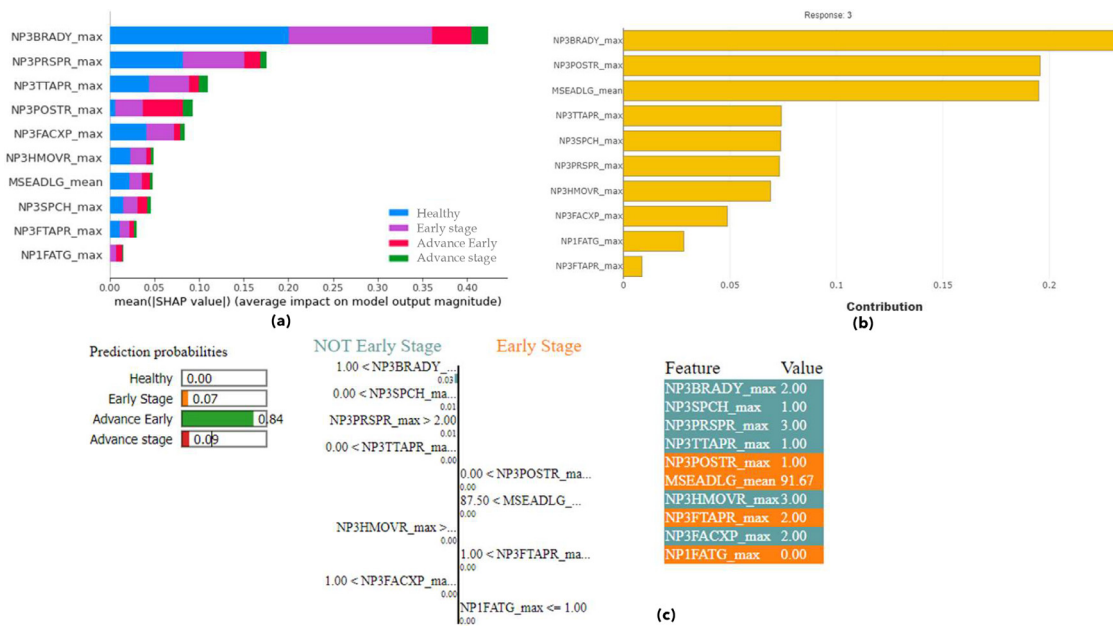 NP3BRADY_max
NP3PRSPR_max
NP3TTAPR_max
NP3POSTR_max
NP3FACXP_max
NP3HMOVR_max
MSEADLG_mean
NP3SPCH_max
NP3FTAPR_max
NP1FATG_max
Healthy
Early stage
Advance Early
Advance stage
0.00 0.05 0.10 0.15 0.20 0.25 0.30 0.35 0.40
mean(|SHAP value|) (average impact on model output magnitude)
(a)
Response: 3
NP3BRADY_max
NP3POSTR_max
MSEADLG_mean
NP3TTAPR_max
NP3SPCH_max
NP3PRSPR_max
NP3HMOVR_max
NP3FACXP_max
NP1FATG_max
NP3FTAPR_max
0 0.05 0.1 0.15 0.2
Contribution
(b)
Prediction probabilities
Healthy 0.00
Early Stage 0.07
Advance Early 0.84
Advance stage 0.09
NOT Early Stage Early Stage
1.00 < NP3BRADY_...
0.03
0.00 < NP3SPCH_ma...
0.01
NP3PRSPR_max > 2.00
0.01
0.00 < NP3TTAPR_ma...
0.00
0.00 < NP3POSTR_ma...
0.00
87.50 < MSEADLG_...
0.00
NP3HMOVR_max >...
0.00
1.00 < NP3FTAPR_ma...
0.00
1.00 < NP3FACXP_ma...
0.00
NP1FATG_max <= 1.00
0.00
Feature Value
NP3BRADY_max 2.00
NP3SPCH_max 1.00
NP3PRSPR_max 3.00
NP3TTAPR_max 1.00
NP3POSTR_max 1.00
MSEADLG_mean 91.67
NP3HMOVR_max 3.00
NP3FTAPR_max 2.00
NP3FACXP_max 2.00
NP1FATG_max 0.00
(c)